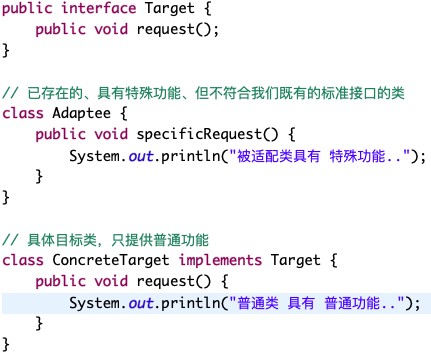 public interface Target {
    public void request();
}

// 已存在的、具有特殊功能、但不符合我们既有的标准接口的类
class Adaptee {
    public void specificRequest() {
        System.out.println("被适配类具有 特殊功能..");
    }
}

// 具体目标类，只提供普通功能
class ConcreteTarget implements Target {
    public void request() {
        System.out.println("普通类 具有 普通功能..");
    }
}